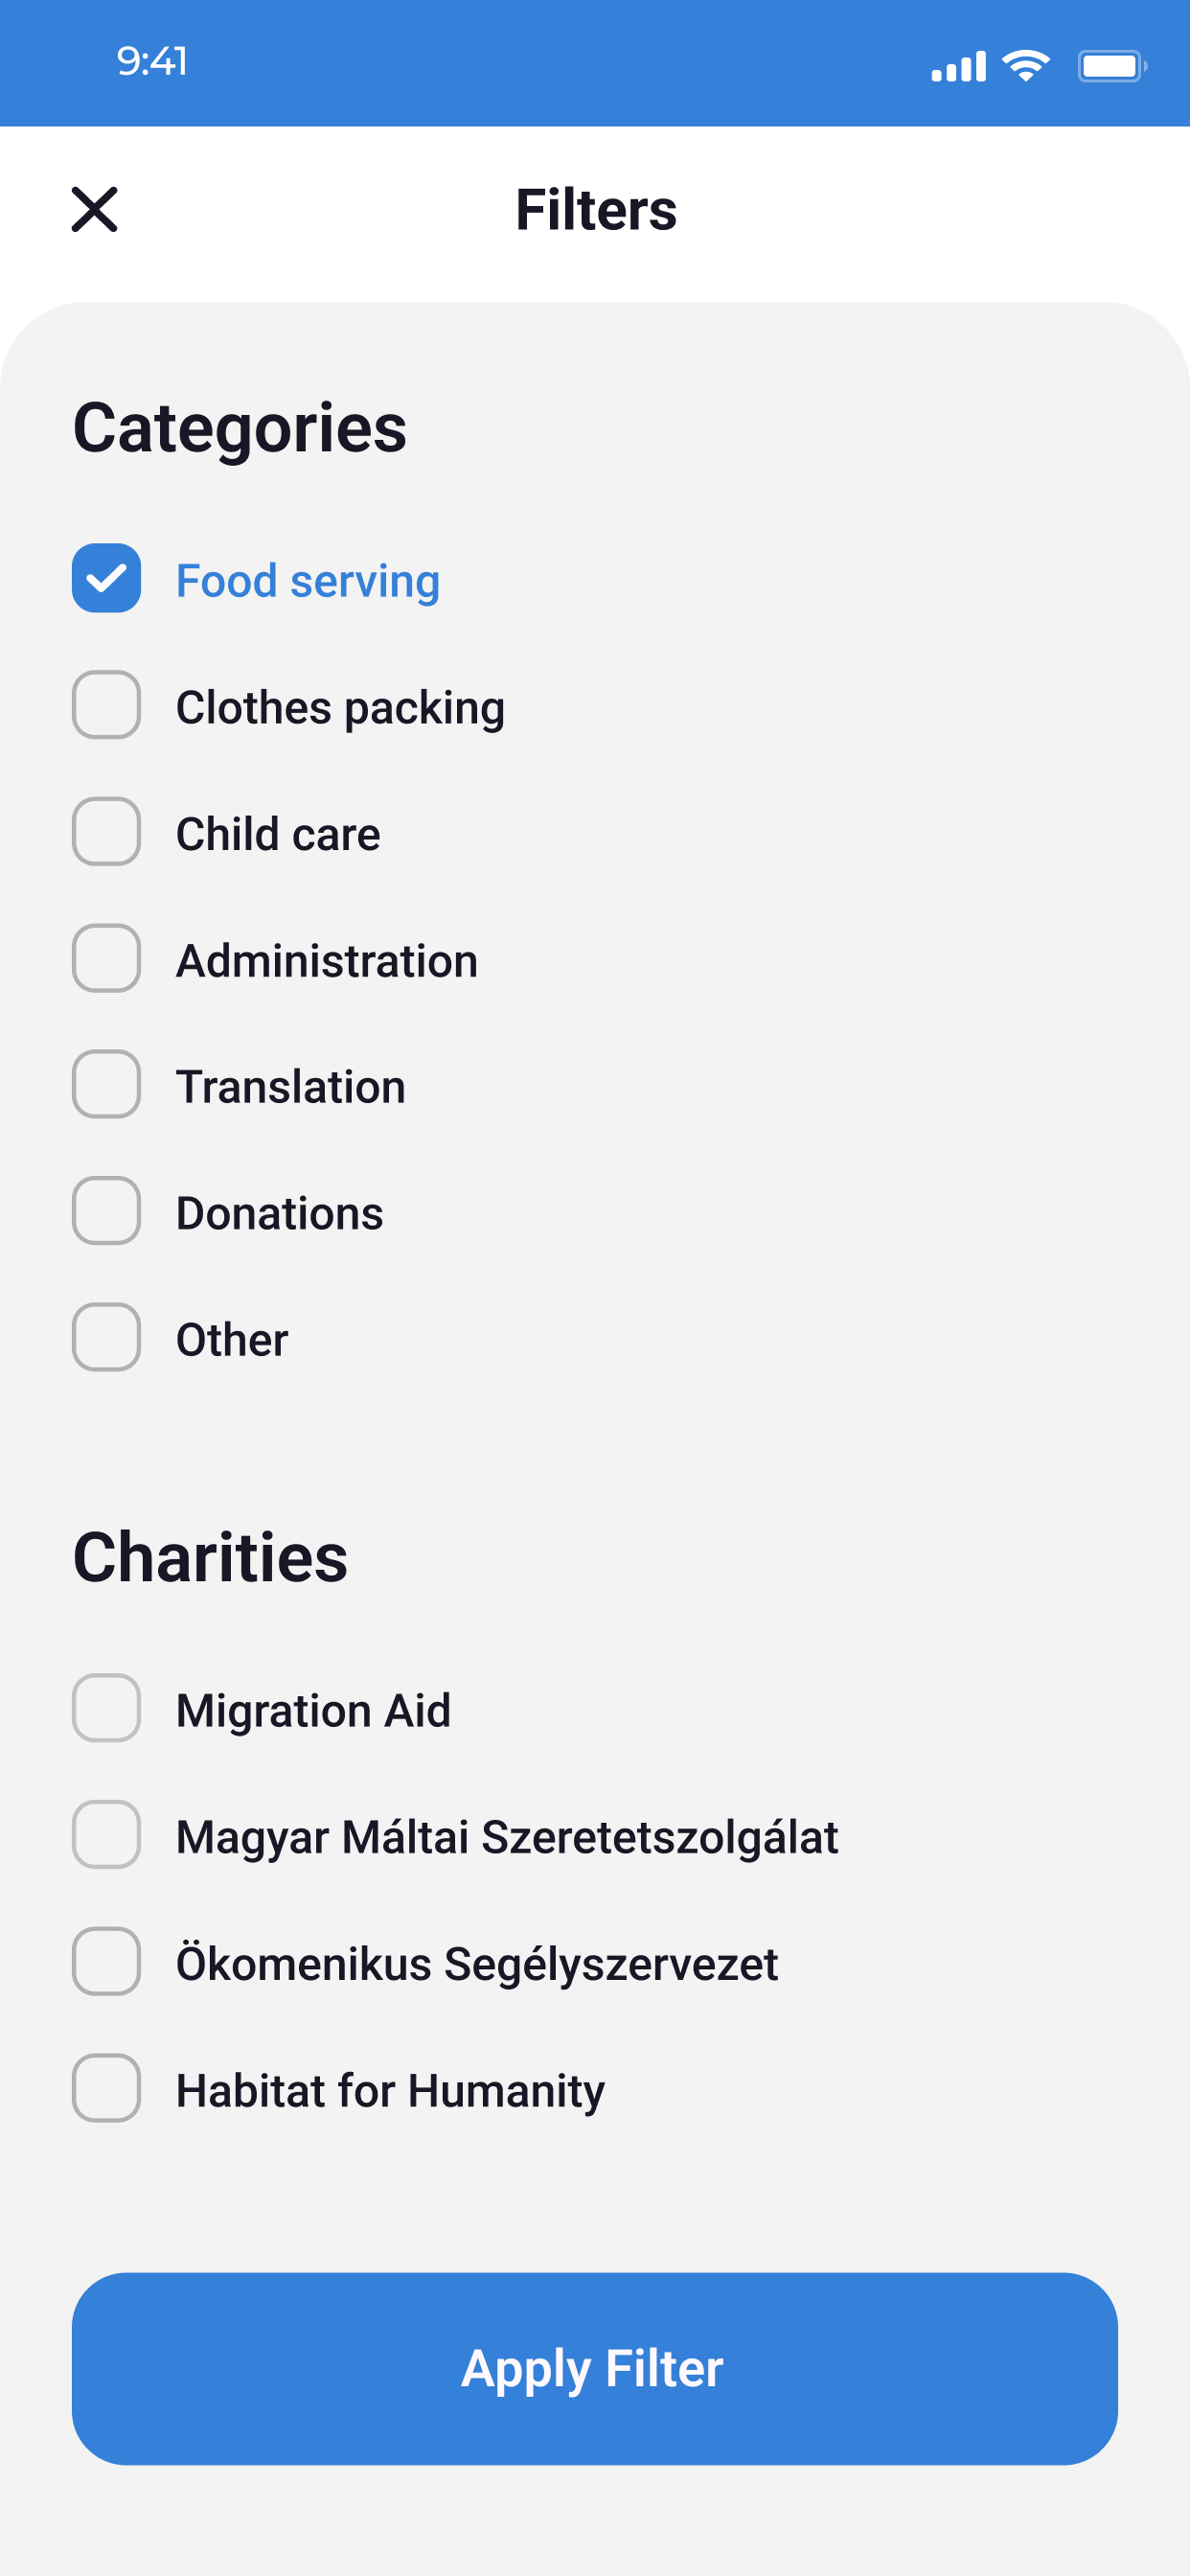 9:41
Filters
Categories
Food serving
Clothes packing
Child care
Administration
Translation
Donations
Other
Charities
Migration Aid
Magyar Máltai Szeretetszolgálat
Ökomenikus Segélyszervezet
Habitat for Humanity
Apply Filter